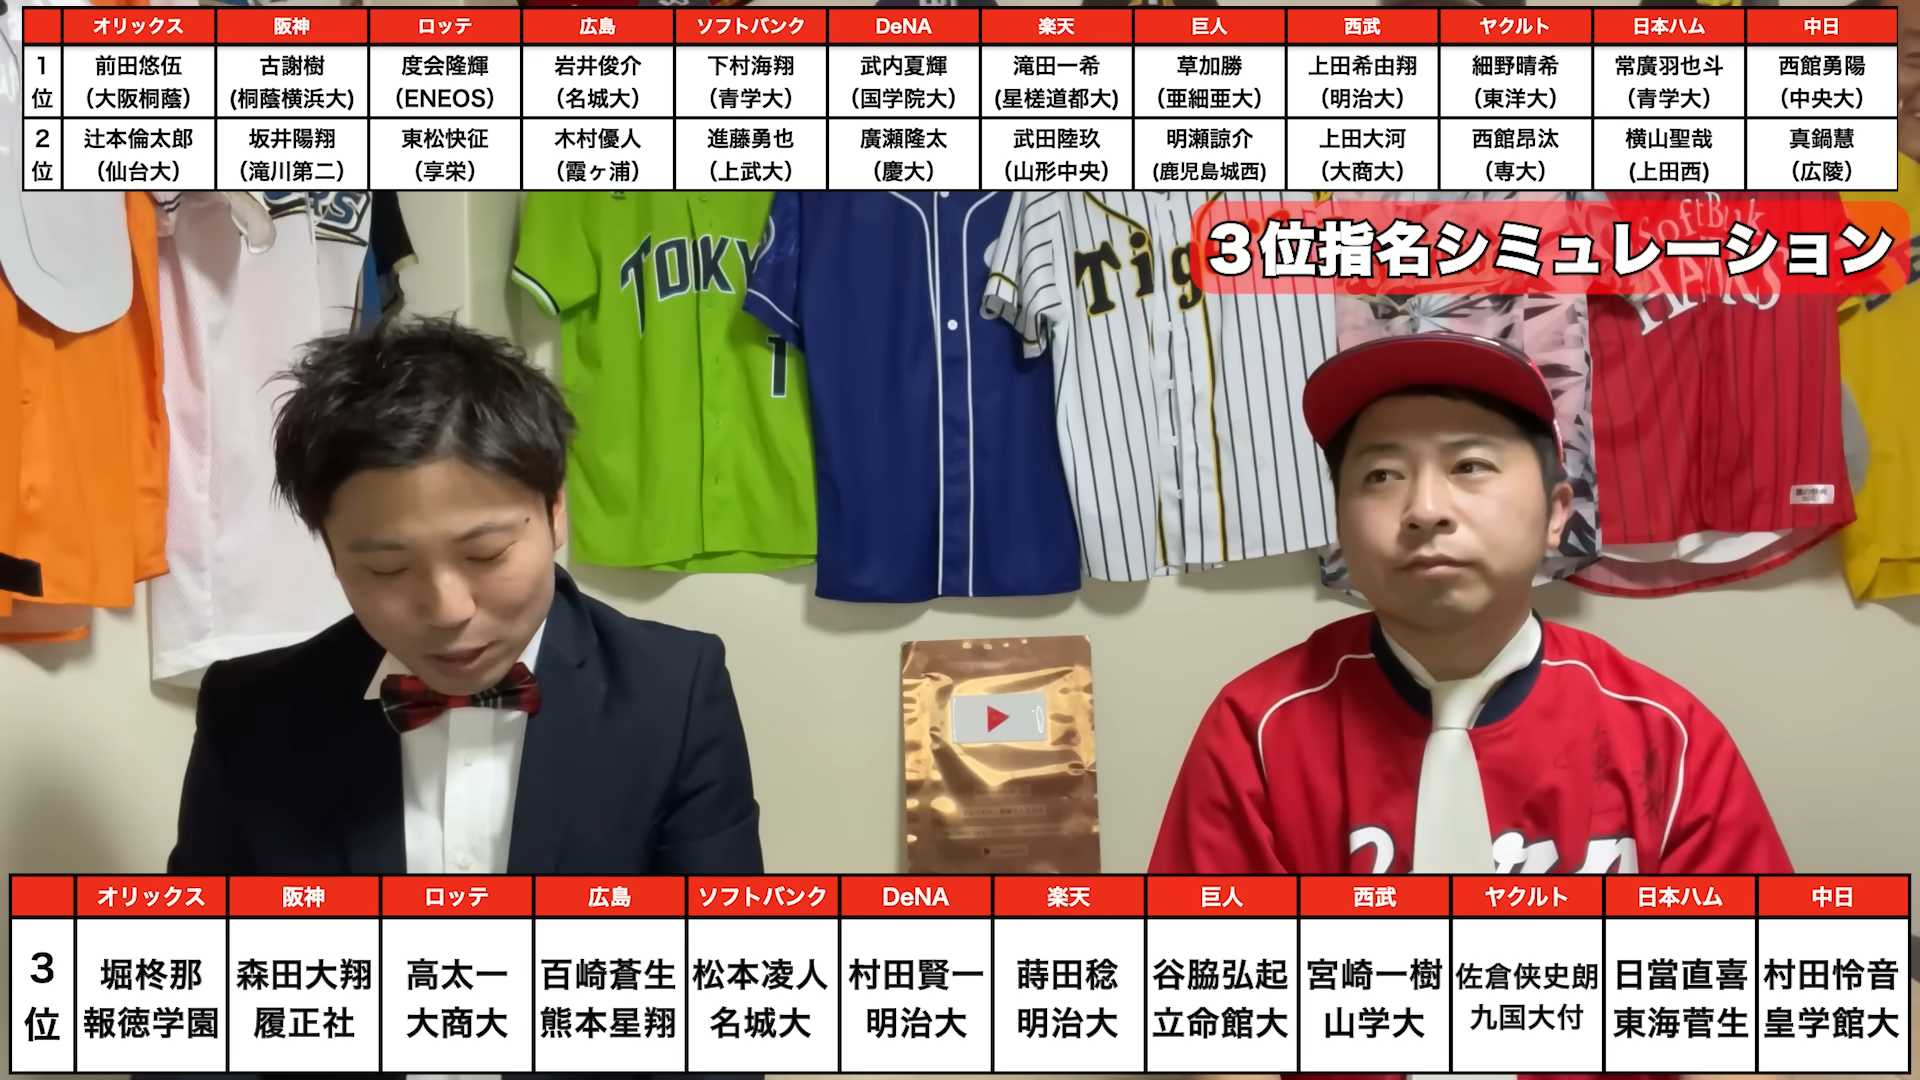 オリックス 阪神 ロッテ 広島 ソフトバンク DeNA 楽天 巨人 西武 ヤクルト 日本ハム 中日
1位 前田悠伍 古謝樹 度会隆輝 岩井俊介 下村海翔 武内夏輝 滝田一希 草加勝 上田希由翔 細野晴希 常廣羽也斗 西館勇陽
（大阪桐蔭） (桐蔭横浜大) （ENEOS） （名城大） （青学大） （国学院大） (星槎道都大) （亜細亜大） （明治大） （東洋大） （青学大） （中央大）
2位 辻本倫太郎 坂井陽翔 東松快征 木村優人 進藤勇也 廣瀬隆太 武田陸玖 明瀬諒介 上田大河 西館昂汰 横山聖哉 真鍋慧
（仙台大） （滝川第二） （享栄） （霞ヶ浦） （上武大） （慶大） （山形中央） (鹿児島城西) （大商大） （専大） (上田西) （広陵）
３位指名シミュレーション
TOKY
1
Tig
SoftB
HAWKS
オリックス 阪神 ロッテ 広島 ソフトバンク DeNA 楽天 巨人 西武 ヤクルト 日本ハム 中日
3位 堀柊那 森田大翔 高太一 百崎蒼生 松本凌人 村田賢一 蒔田稔 谷脇弘起 宮崎一樹 佐倉侠史朗 日當直喜 村田怜音
報徳学園 履正社 大商大 熊本星翔 名城大 明治大 明治大 立命館大 山学大 九国大付 東海菅生 皇学館大